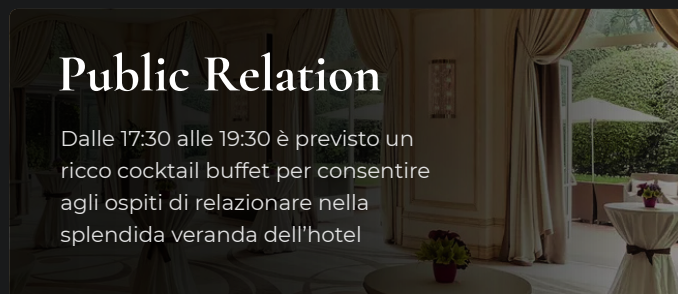 Public Relation
Dalle 17:30 alle 19:30 è previsto un
ricco cocktail buffet per consentire
agli ospiti di relazionare nella
splendida veranda dell’hotel